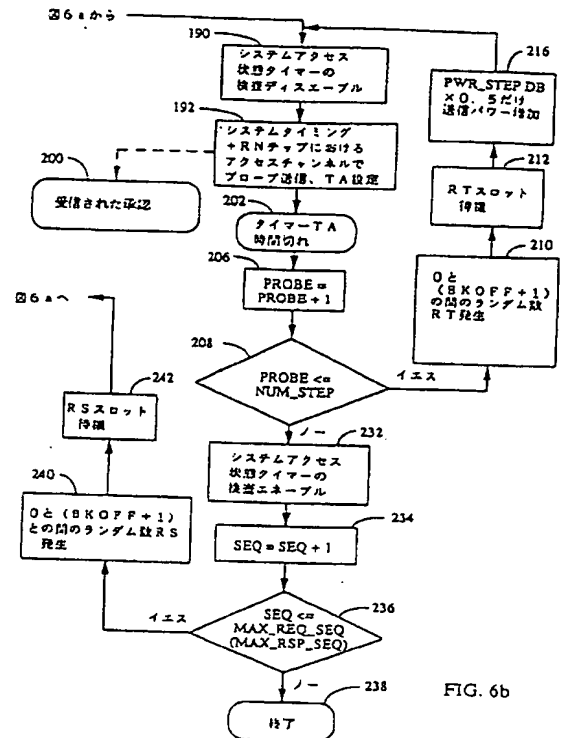 図6aから
190
システムアクセス
状態タイマーの
検査ディスエーブル
192
システムタイミング
+RNチップにおける
アクセスチャンネルで
プローブ送信、TA設定
200
受信された承認
202
タイマーTA
時間切れ
206
PROBE =
PROBE + 1
208
PROBE <=
NUM_STEP
イエス
210
0と
(BKOFF+1)
の間のランダム数
RT発生
212
RTスロット
待機
216
PWR_STEP DB
×0.5だけ
送信パワー増加
ノー
232
システムアクセス
状態タイマーの
検査エネーブル
234
SEQ = SEQ + 1
236
SEQ <=
MAX_REQ_SEQ
(MAX_RSP_SEQ)
イエス
240
0と(BKOFF+1)
との間のランダム数RS
発生
242
RSスロット
待機
図6aへ
ノー
238
終了
FIG. 6b